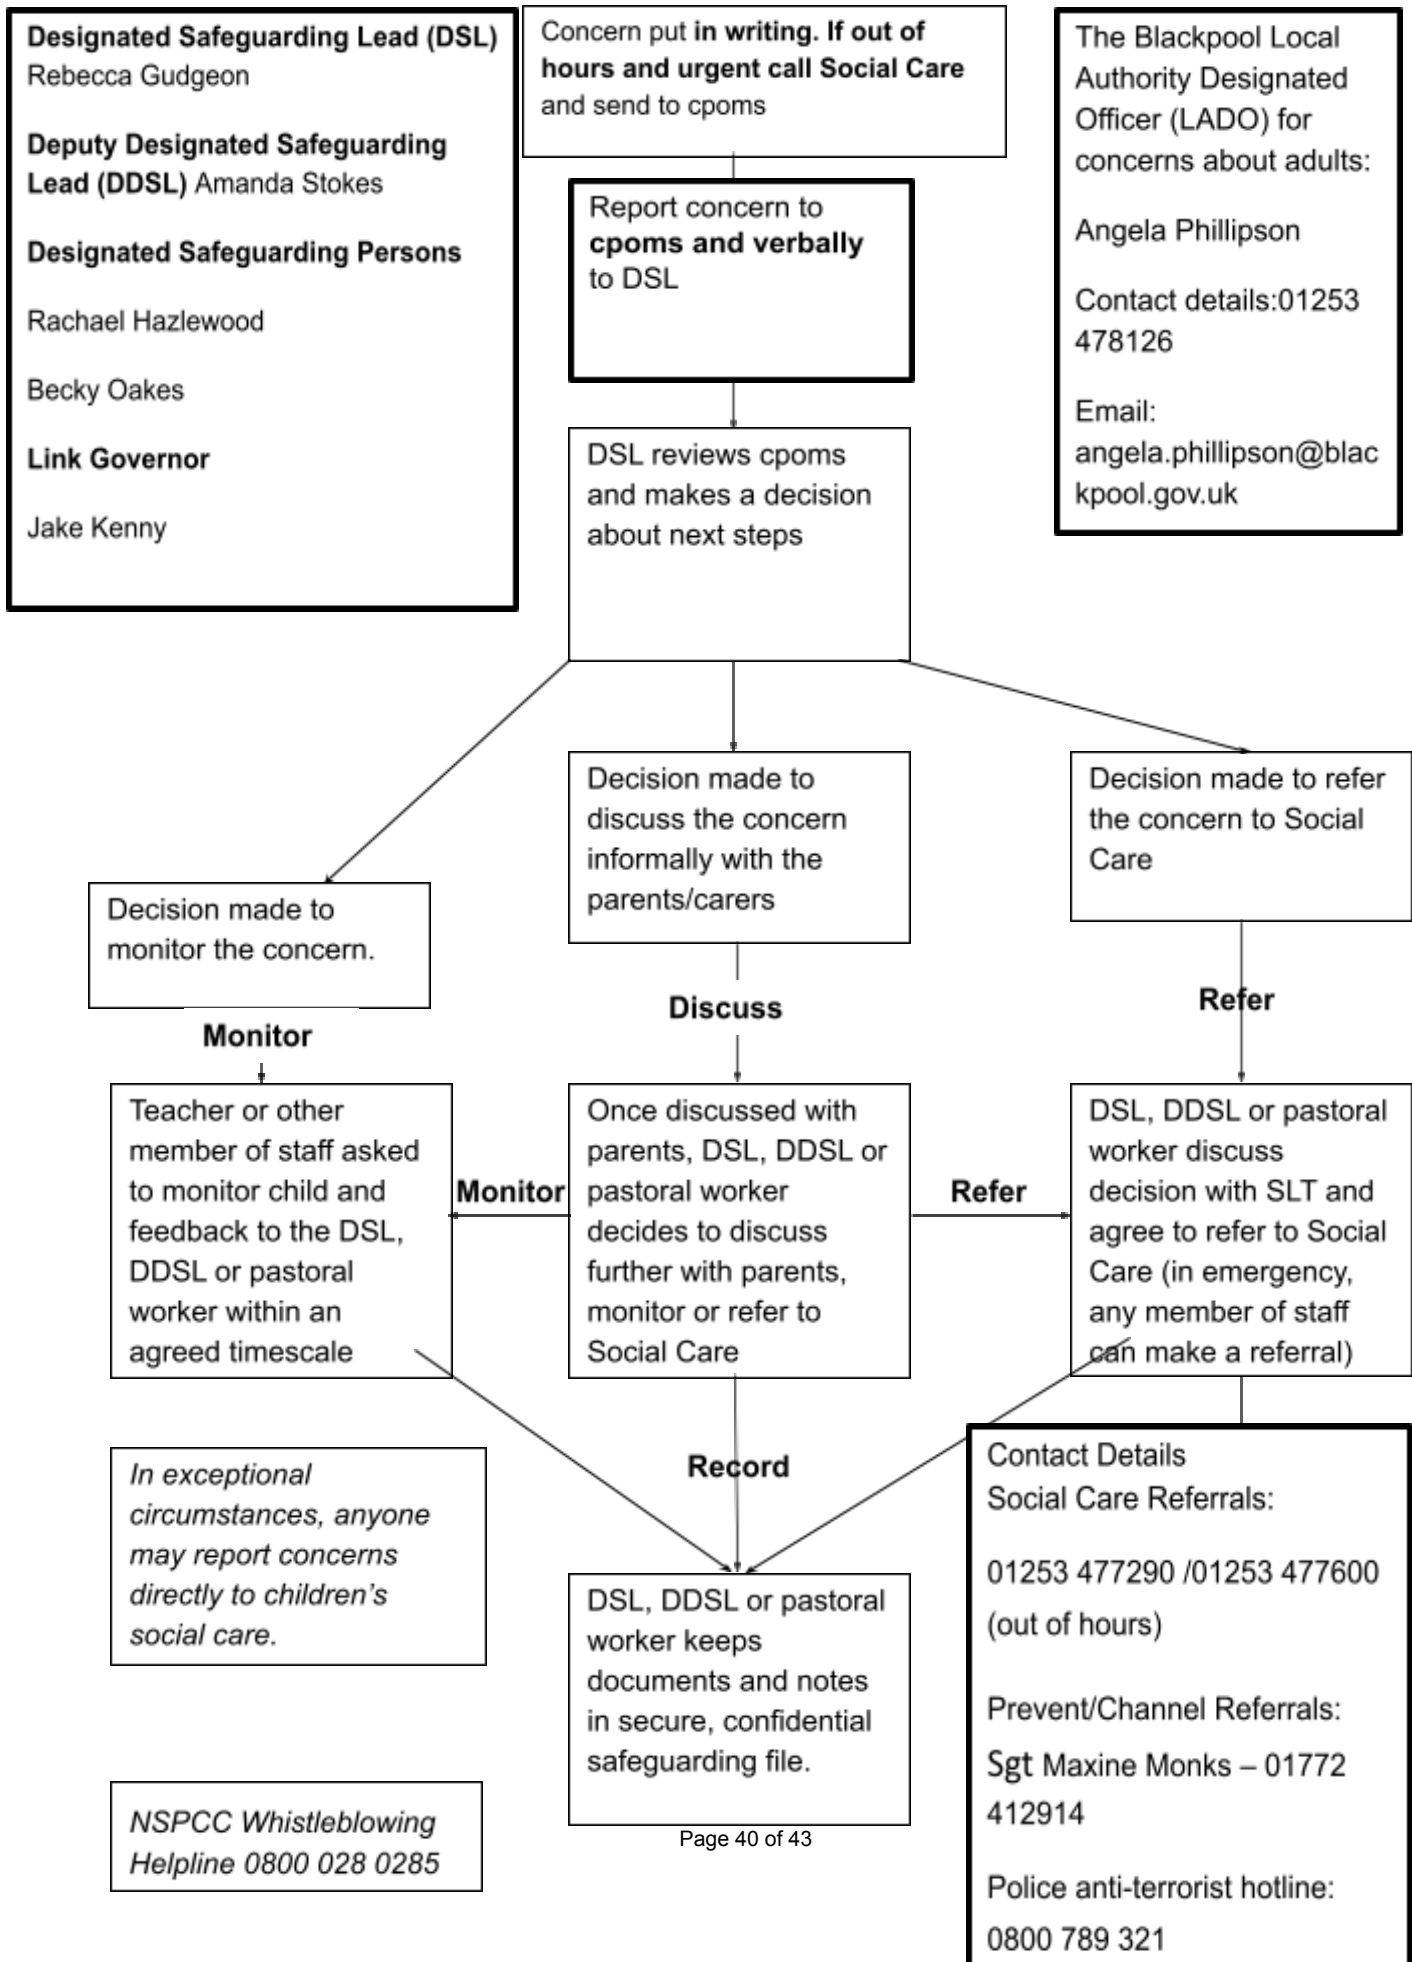 Designated Safeguarding Lead (DSL)
Rebecca Gudgeon
Deputy Designated Safeguarding
Lead (DDSL) Amanda Stokes
Designated Safeguarding Persons
Rachael Hazlewood
Becky Oakes
Link Governor
Jake Kenny
Concern put in writing. If out of
hours and urgent call Social Care
and send to cpoms
The Blackpool Local
Authority Designated
Officer (LADO) for
concerns about adults:
Angela Phillipson
Contact details:01253
478126
Email:
angela.phillipson@blac
kpool.gov.uk
Report concern to
cpoms and verbally
to DSL
DSL reviews cpoms
and makes a decision
about next steps
Decision made to
monitor the concern.
Decision made to
discuss the concern
informally with the
parents/carers
Decision made to refer
the concern to Social
Care
Monitor
Discuss
Refer
Teacher or other
member of staff asked
to monitor child and
feedback to the DSL,
DDSL or pastoral
worker within an
agreed timescale
Monitor
Once discussed with
parents, DSL, DDSL or
pastoral worker
decides to discuss
further with parents,
monitor or refer to
Social Care
Refer
DSL, DDSL or pastoral
worker discuss
decision with SLT and
agree to refer to Social
Care (in emergency,
any member of staff
can make a referral)
In exceptional
circumstances, anyone
may report concerns
directly to children's
social care.
Record
Contact Details
Social Care Referrals:
01253 477290 /01253 477600
(out of hours)
Prevent/Channel Referrals:
Sgt Maxine Monks – 01772
412914
Police anti-terrorist hotline:
0800 789 321
DSL, DDSL or pastoral
worker keeps
documents and notes
in secure, confidential
safeguarding file.
NSPCC Whistleblowing
Helpline 0800 028 0285
Page 40 of 43